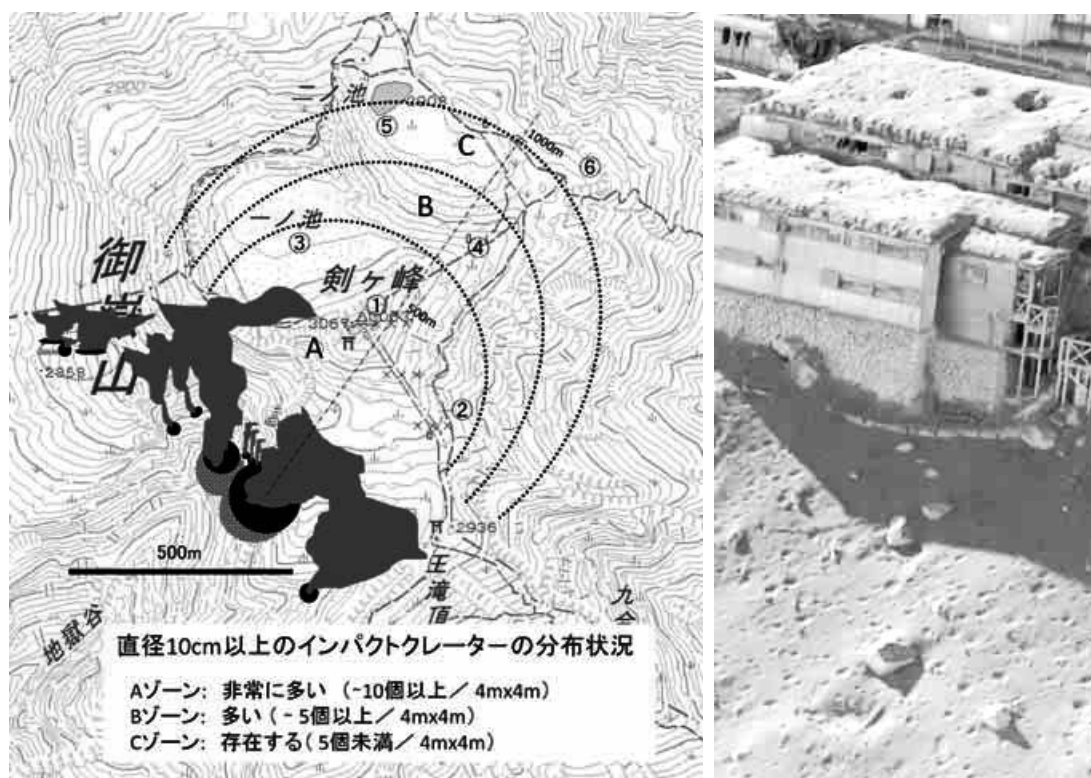 2900
二ノ池
2908
⑤
C
1000m
⑥
B
一ノ池
③
④
御嶽山
剣ヶ峰
①
500m
3067
A
②
2936
王滝頂
500m
地獄谷
九合
直径10cm以上のインパクトクレーターの分布状況
Aゾーン: 非常に多い (-10個以上/ 4mx4m)
Bゾーン: 多い (- 5個以上/ 4mx4m)
Cゾーン: 存在する( 5個未満/ 4mx4m)